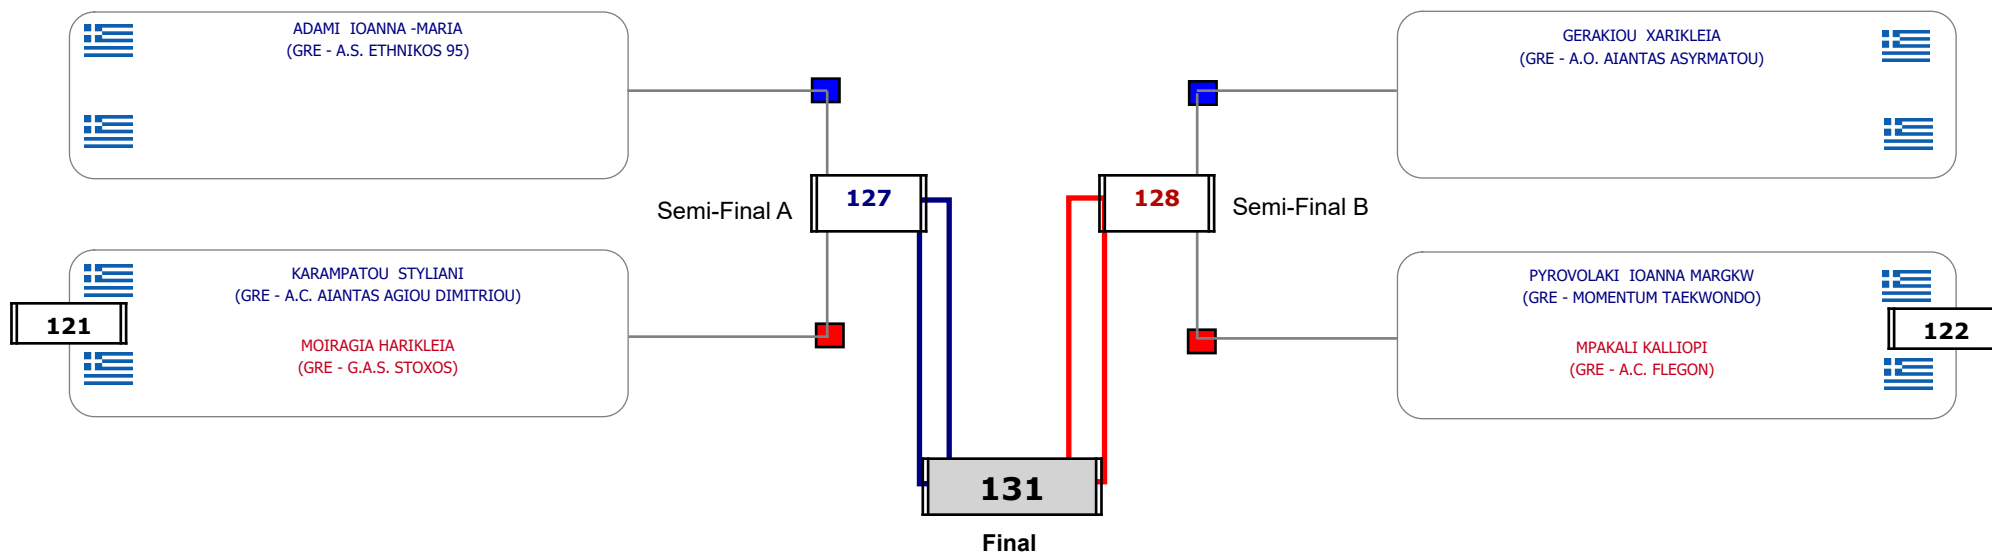 ADAMI IOANNA -MARIA
(GRE - A.S. ETHNIKOS 95)
GERAKIOU XARIKLEIA
(GRE - A.O. AIANTAS ASYRMATOU)
127
Semi-Final A
128
Semi-Final B
KARAMPATOU STYLIANI
(GRE - A.C. AIANTAS AGIOU DIMITRIOU)
121
MOIRAGIA HARIKLEIA
(GRE - G.A.S. STOXOS)
PYROVOLAKI IOANNA MARGKW
(GRE - MOMENTUM TAEKWONDO)
122
MPAKALI KALLIOPI
(GRE - A.C. FLEGON)
131
Final